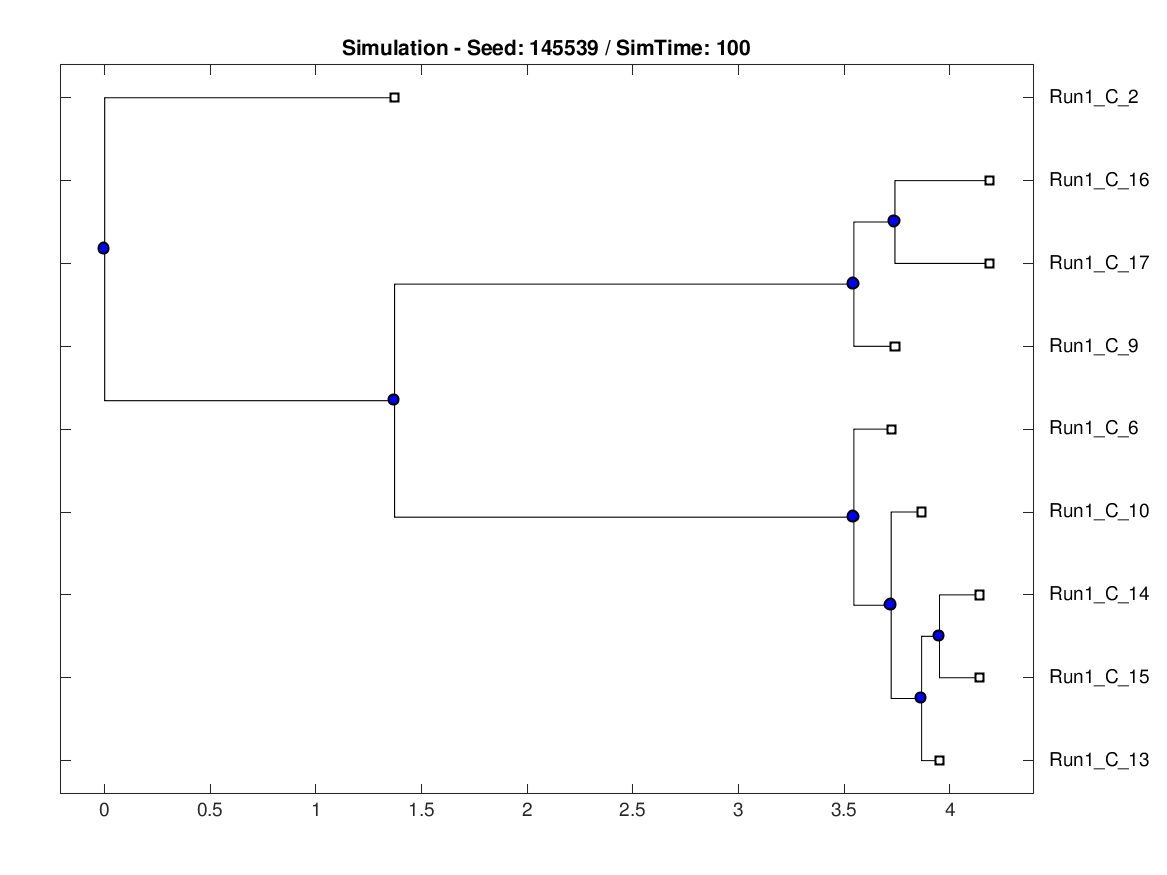 Simulation - Seed: 145539 / SimTime: 100
Run1_C_2
Run1_C_16
Run1_C_17
Run1_C_9
Run1_C_6
Run1_C_10
Run1_C_14
Run1_C_15
Run1_C_13
0 0.5 1 1.5 2 2.5 3 3.5 4